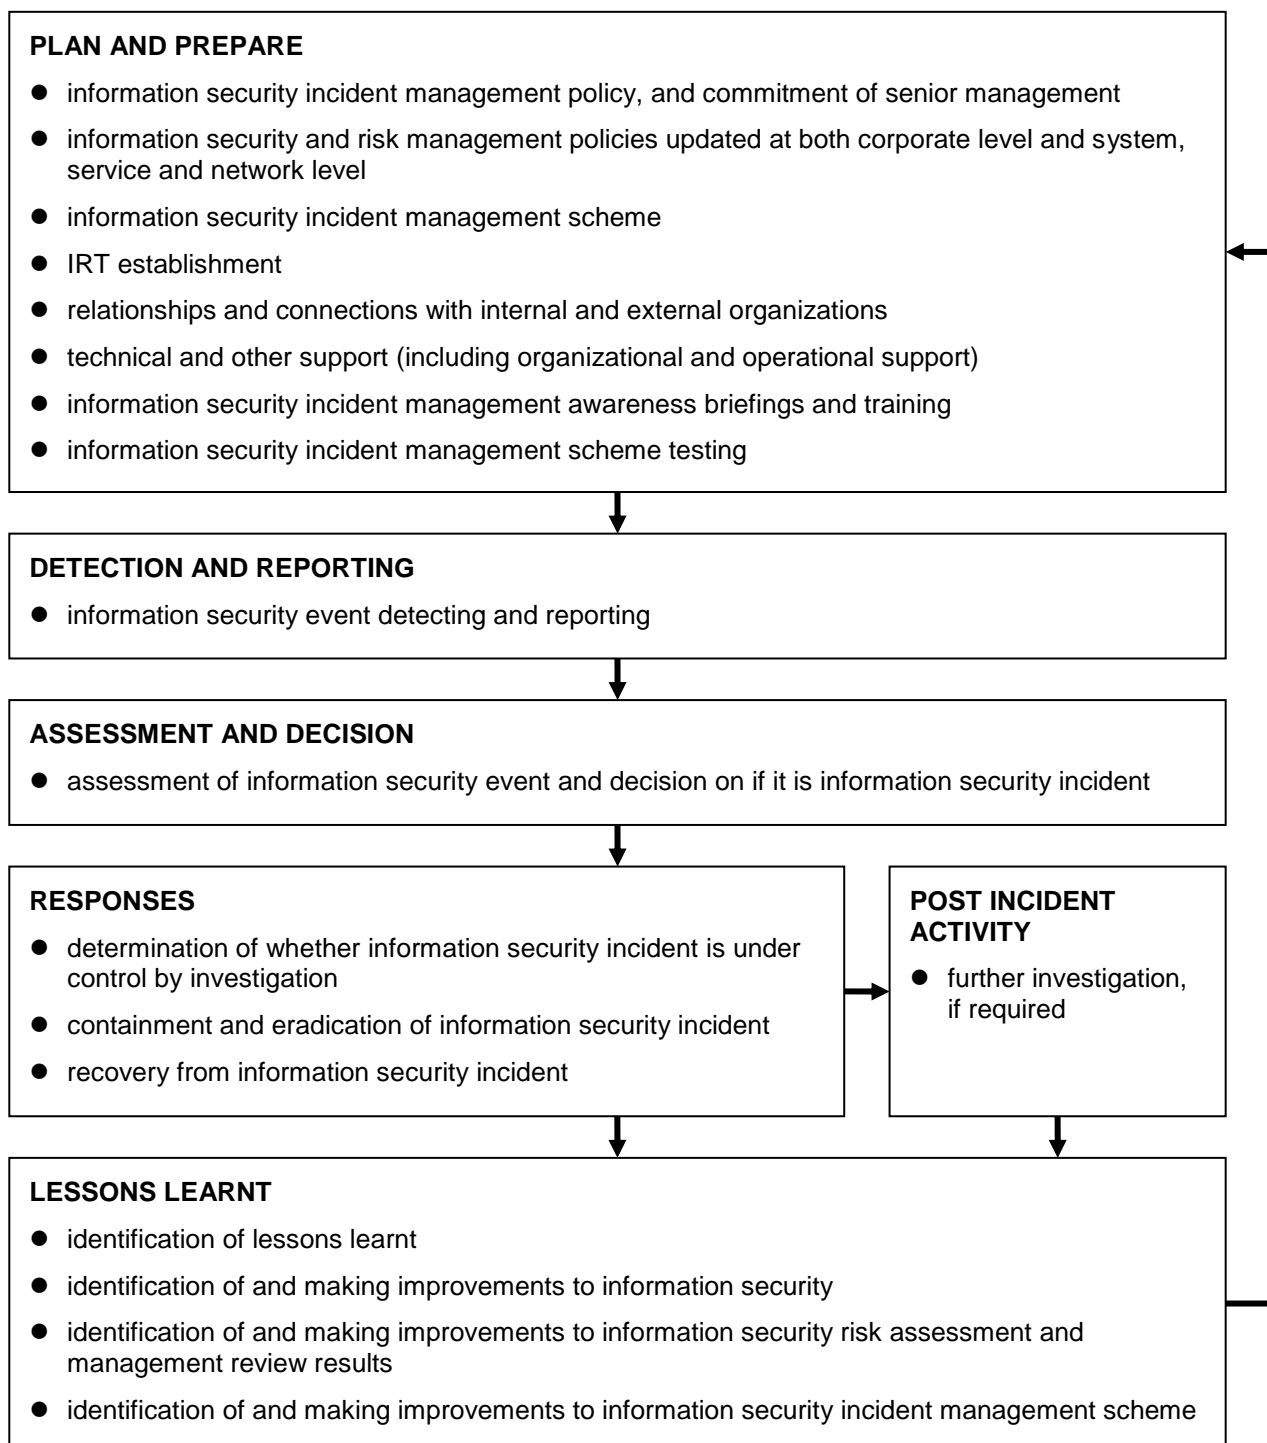 PLAN AND PREPARE
● information security incident management policy, and commitment of senior management
● information security and risk management policies updated at both corporate level and system,
service and network level
● information security incident management scheme
● IRT establishment
● relationships and connections with internal and external organizations
● technical and other support (including organizational and operational support)
● information security incident management awareness briefings and training
● information security incident management scheme testing
DETECTION AND REPORTING
● information security event detecting and reporting
ASSESSMENT AND DECISION
● assessment of information security event and decision on if it is information security incident
RESPONSES
● determination of whether information security incident is under
control by investigation
● containment and eradication of information security incident
● recovery from information security incident
POST INCIDENT
ACTIVITY
● further investigation,
if required
LESSONS LEARNT
● identification of lessons learnt
● identification of and making improvements to information security
● identification of and making improvements to information security risk assessment and
management review results
● identification of and making improvements to information security incident management scheme